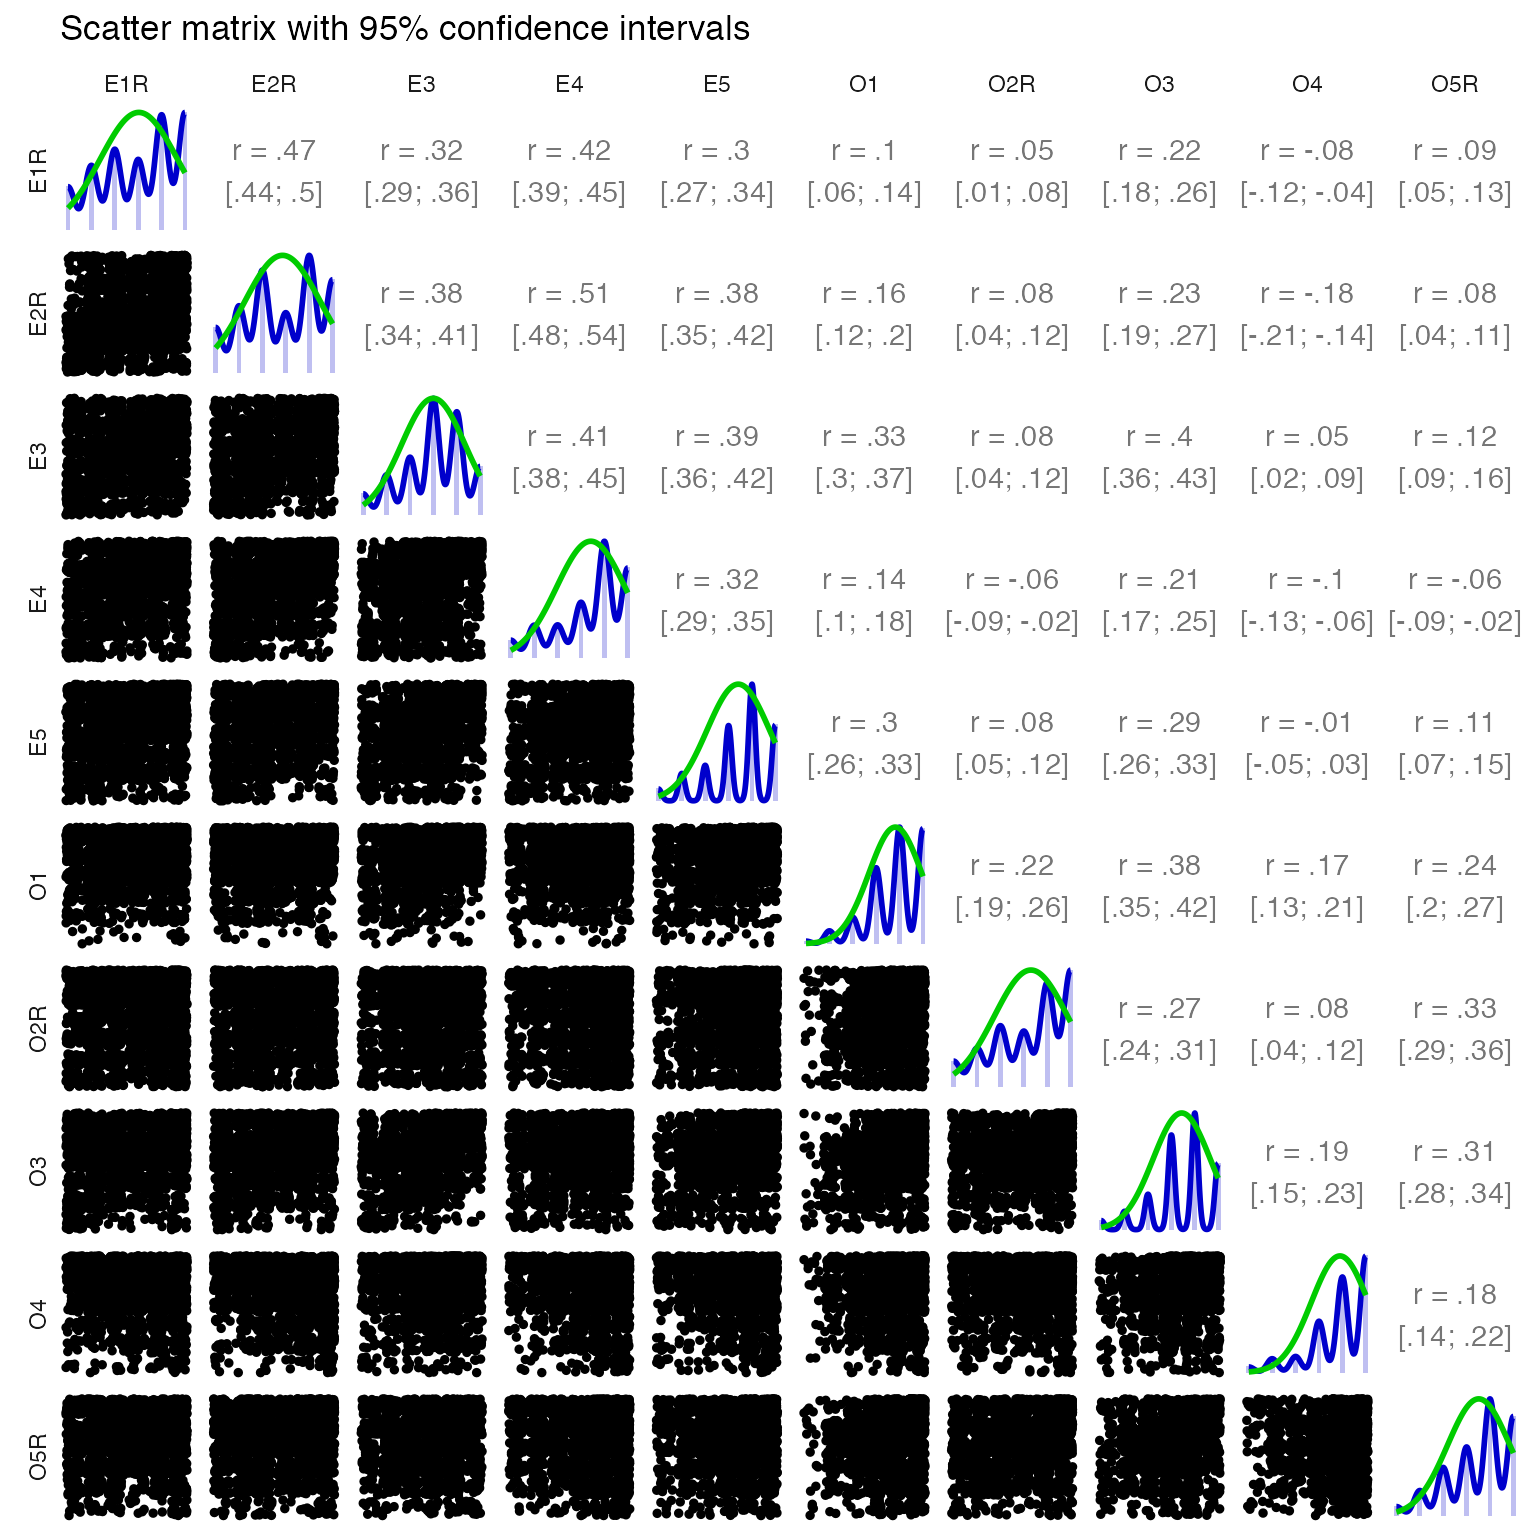 Scatter matrix with 95% confidence intervals
E1R E2R E3 E4 E5 O1 O2R O3 O4 O5R
E1R
r = .47 r = .32 r = .42 r = .3 r = .1 r = .05 r = .22 r = -.08 r = .09
[.44; .5] [.29; .36] [.39; .45] [.27; .34] [.06; .14] [.01; .08] [.18; .26] [-.12; -.04] [.05; .13]
E2R
r = .38 r = .51 r = .38 r = .16 r = .08 r = .23 r = -.18 r = .08
[.34; .41] [.48; .54] [.35; .42] [.12; .2] [.04; .12] [.19; .27] [-.21; -.14] [.04; .11]
E3
r = .41 r = .39 r = .33 r = .08 r = .4 r = .05 r = .12
[.38; .45] [.36; .42] [.3; .37] [.04; .12] [.36; .43] [.02; .09] [.09; .16]
E4
r = .32 r = .14 r = -.06 r = .21 r = -.1 r = -.06
[.29; .35] [.1; .18] [-.09; -.02] [.17; .25] [-.13; -.06] [-.09; -.02]
E5
r = .3 r = .08 r = .29 r = -.01 r = .11
[.26; .33] [.05; .12] [.26; .33] [-.05; .03] [.07; .15]
O1
r = .22 r = .38 r = .17 r = .24
[.19; .26] [.35; .42] [.13; .21] [.2; .27]
O2R
r = .27 r = .08 r = .33
[.24; .31] [.04; .12] [.29; .36]
O3
r = .19 r = .31
[.15; .23] [.28; .34]
O4
r = .18
[.14; .22]
O5R